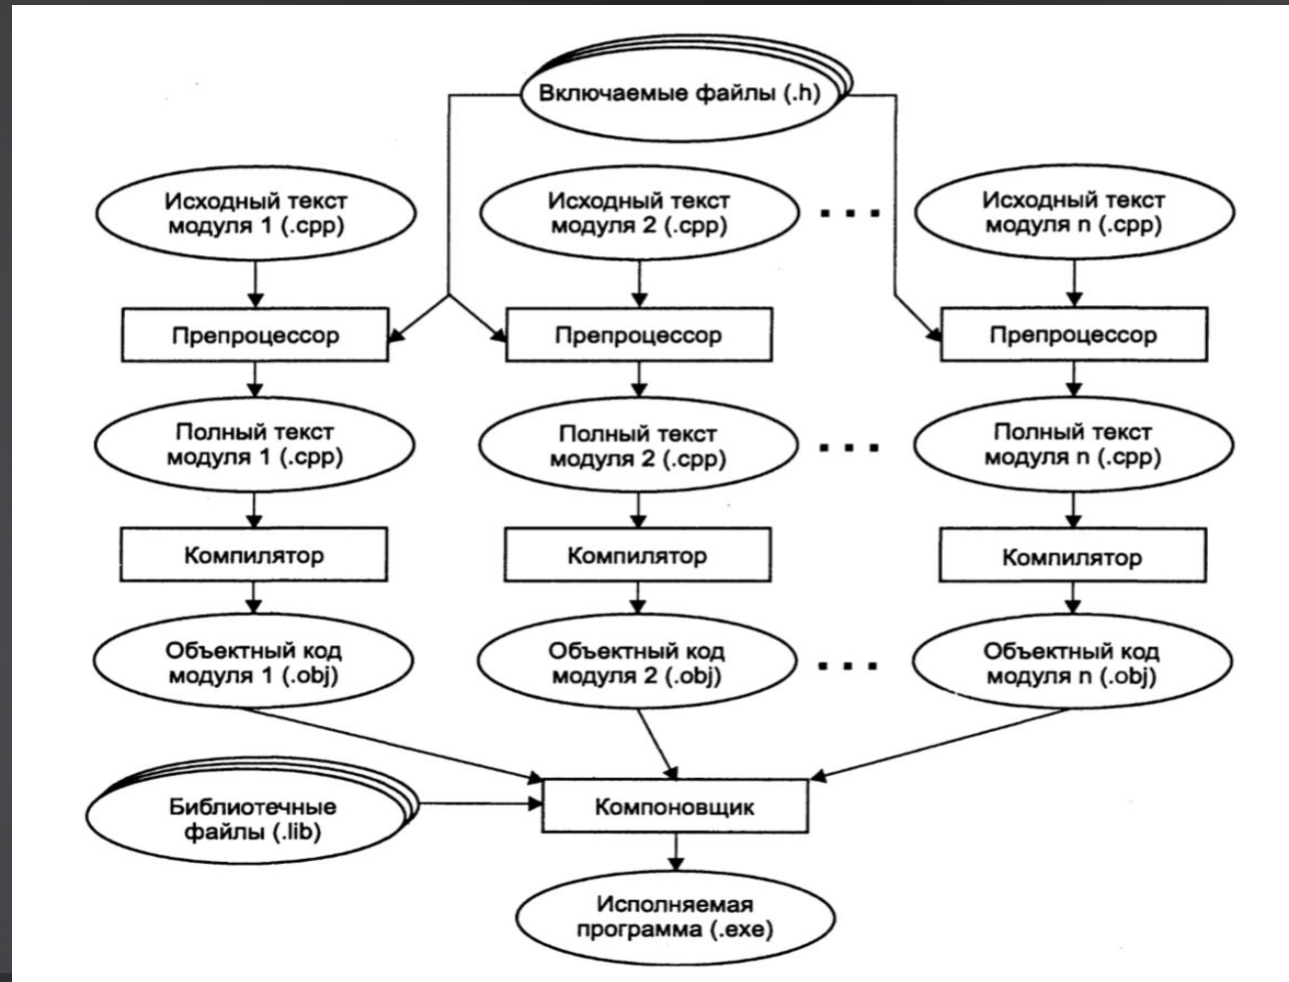 Включаемые файлы (.h)
Исходный текст
модуля 1 (.cpp)
Исходный текст
модуля 2 (.cpp)
Исходный текст
модуля n (.cpp)
Препроцессор
Препроцессор
Препроцессор
Полный текст
модуля 1 (.cpp)
Полный текст
модуля 2 (.cpp)
Полный текст
модуля n (.cpp)
Компилятор
Компилятор
Компилятор
Объектный код
модуля 1 (.obj)
Объектный код
модуля 2 (.obj)
Объектный код
модуля n (.obj)
Библиотечные
файлы (.lib)
Компоновщик
Исполняемая
программа (.exe)